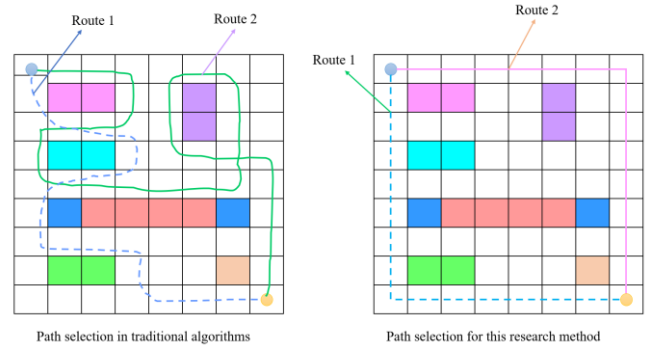 Route 1
Route 2
Path selection in traditional algorithms
Route 1
Route 2
Path selection for this research method